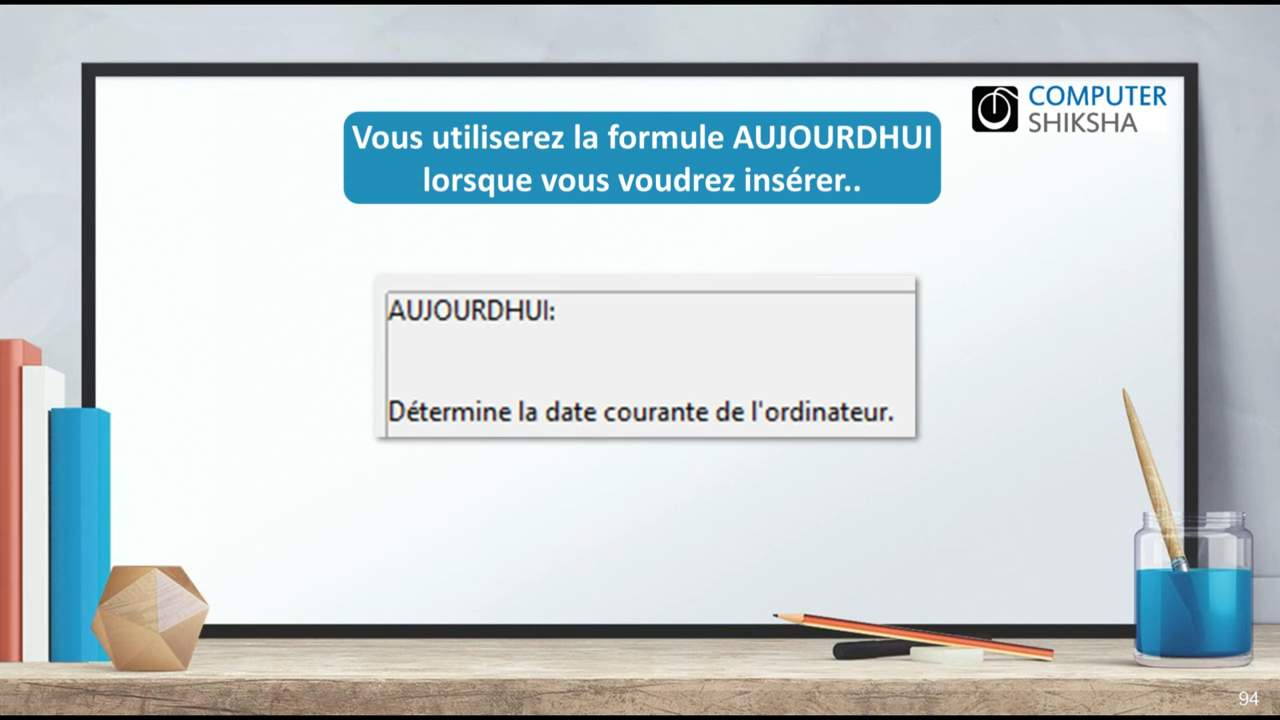 COMPUTER
SHIKSHA
Vous utiliserez la formule AUJOURDHUI
lorsque vous voudrez insérer..
AUJOURDHUI:
Détermine la date courante de l'ordinateur.
94